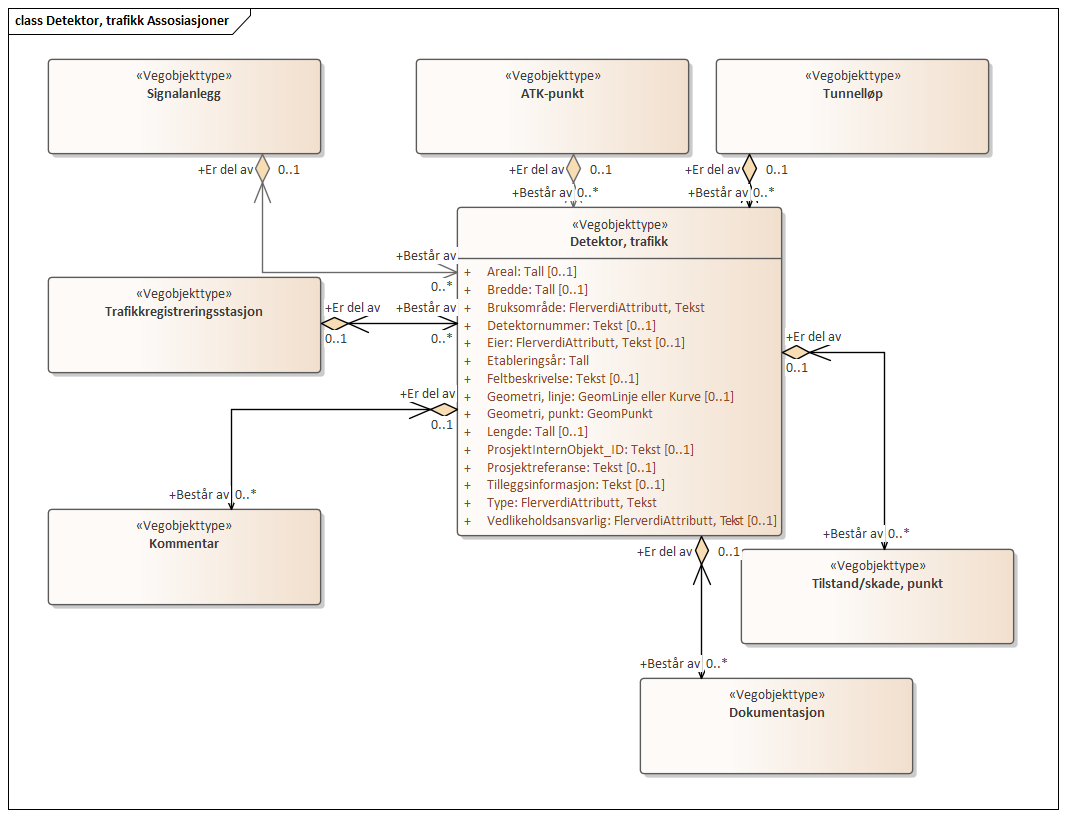 class Detektor, trafikk Assosiasjoner
«Vegobjekttype»
Signalanlegg
«Vegobjekttype»
ATK-punkt
«Vegobjekttype»
Tunnelløp
+Er del av 0..1
+Er del av 0..1
+Er del av 0..1
+Består av 0..*
+Består av 0..*
«Vegobjekttype»
Detektor, trafikk
+Består av
0..*
+ Areal: Tall [0..1]
+ Bredde: Tall [0..1]
+ Bruksområde: FlerverdiAttributt, Tekst
+ Detektornummer: Tekst [0..1]
+ Eier: FlerverdiAttributt, Tekst [0..1]
+ Etableringsår: Tall
+ Feltbeskrivelse: Tekst [0..1]
+ Geometri, linje: GeomLinje eller Kurve [0..1]
+ Geometri, punkt: GeomPunkt
+ Lengde: Tall [0..1]
+ ProsjektInternObjekt_ID: Tekst [0..1]
+ Prosjektreferanse: Tekst [0..1]
+ Tilleggsinformasjon: Tekst [0..1]
+ Type: FlerverdiAttributt, Tekst
+ Vedlikeholdsansvarlig: FlerverdiAttributt, Tekst [0..1]
«Vegobjekttype»
Trafikkregistreringsstasjon
+Er del av
0..1
+Består av
0..*
+Er del av
0..1
+Er del av
0..1
+Består av 0..*
«Vegobjekttype»
Kommentar
+Består av 0..*
«Vegobjekttype»
Tilstand/skade, punkt
+Er del av 0..1
+Består av 0..*
«Vegobjekttype»
Dokumentasjon